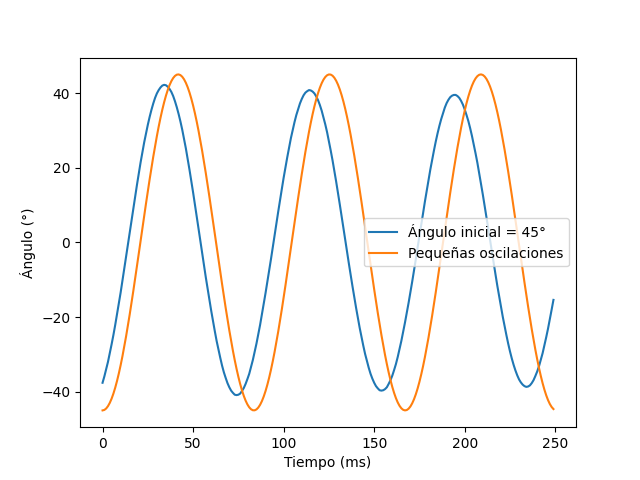 40
20
0
−20
−40
Ángulo (°)
Ángulo inicial = 45°
Pequeñas oscilaciones
0 50 100 150 200 250
Tiempo (ms)